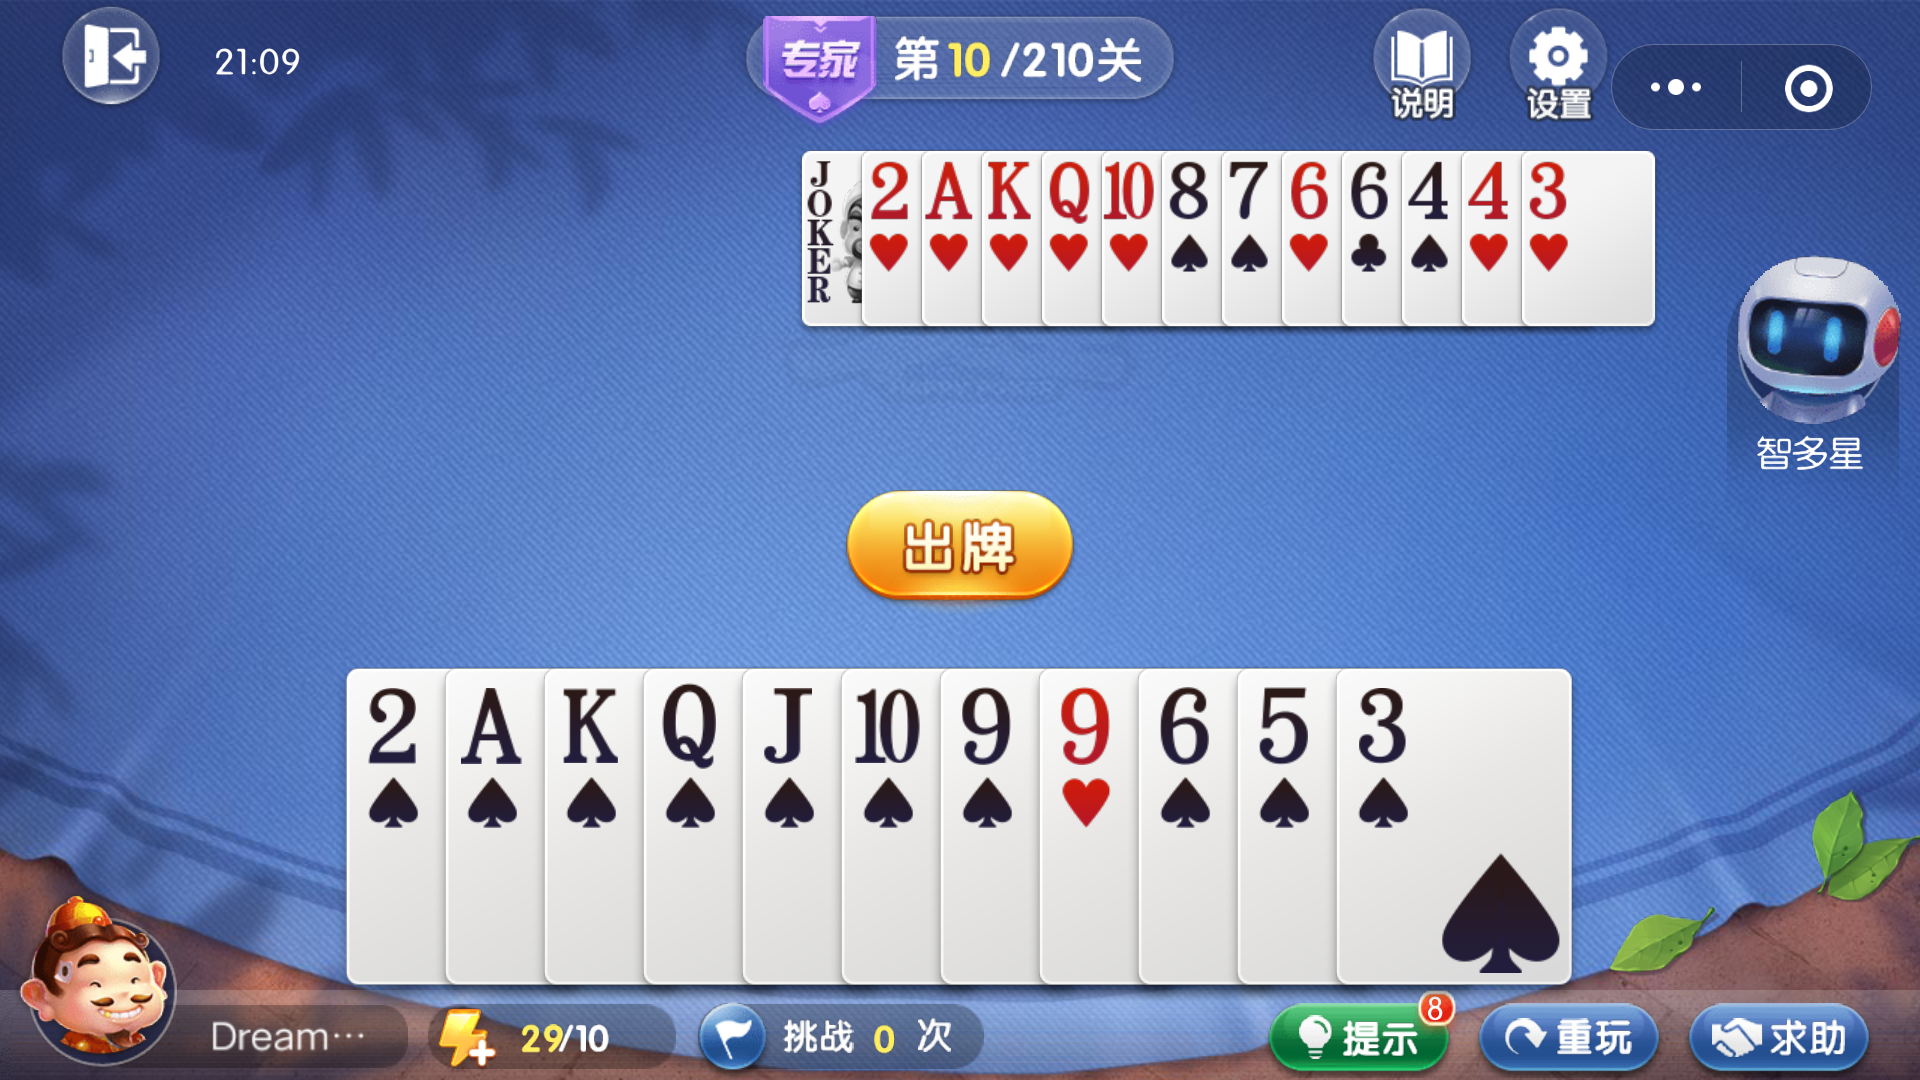 21:09
专家
第10/210关
说明
设置
JOKER 2 A K Q 10 8 7 6 6 4 4 3
智多星
出牌
2 A K Q J 10 9 9 6 5 3
Dream…
29/10
挑战 0 次
提示
8
重玩
求助